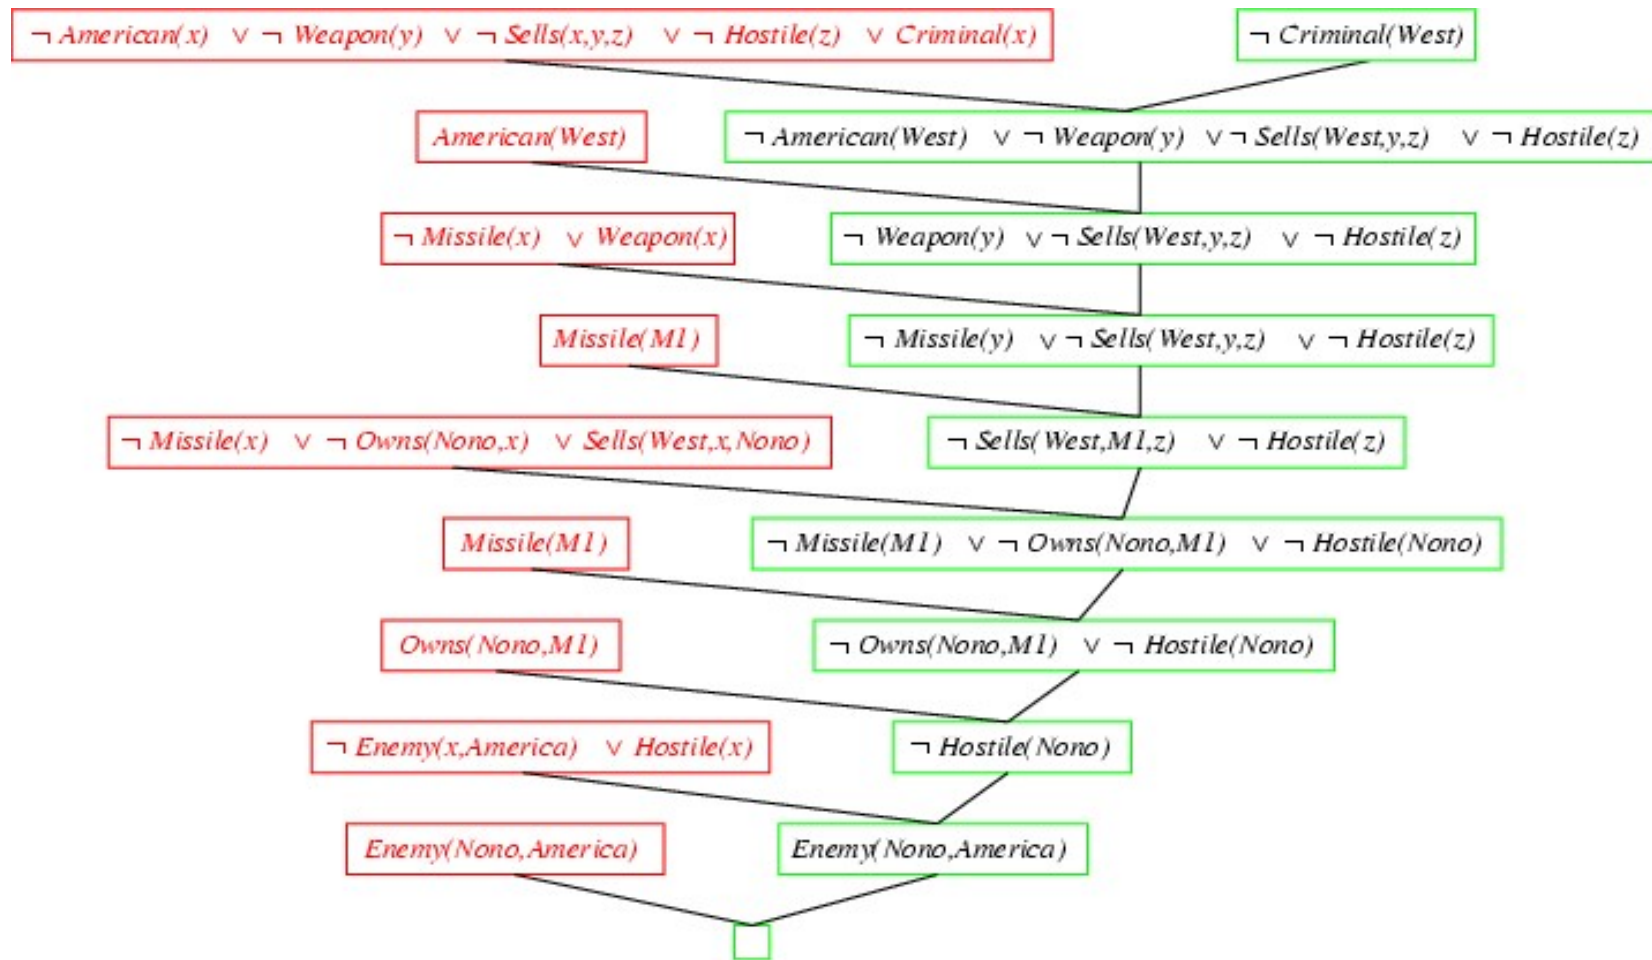 ¬ American(x) ∨ ¬ Weapon(y) ∨ ¬ Sells(x,y,z) ∨ ¬ Hostile(z) ∨ Criminal(x) ¬ Criminal(West)
American(West) ¬ American(West) ∨ ¬ Weapon(y) ∨ ¬ Sells(West,y,z) ∨ ¬ Hostile(z)
¬ Missile(x) ∨ Weapon(x) ¬ Weapon(y) ∨ ¬ Sells(West,y,z) ∨ ¬ Hostile(z)
Missile(M1) ¬ Missile(y) ∨ ¬ Sells(West,y,z) ∨ ¬ Hostile(z)
¬ Missile(x) ∨ ¬ Owns(Nono,x) ∨ Sells(West,x,Nono) ¬ Sells(West,M1,z) ∨ ¬ Hostile(z)
Missile(M1) ¬ Missile(M1) ∨ ¬ Owns(Nono,M1) ∨ ¬ Hostile(Nono)
Owns(Nono,M1) ¬ Owns(Nono,M1) ∨ ¬ Hostile(Nono)
¬ Enemy(x,America) ∨ Hostile(x) ¬ Hostile(Nono)
Enemy(Nono,America) Enemy(Nono,America)